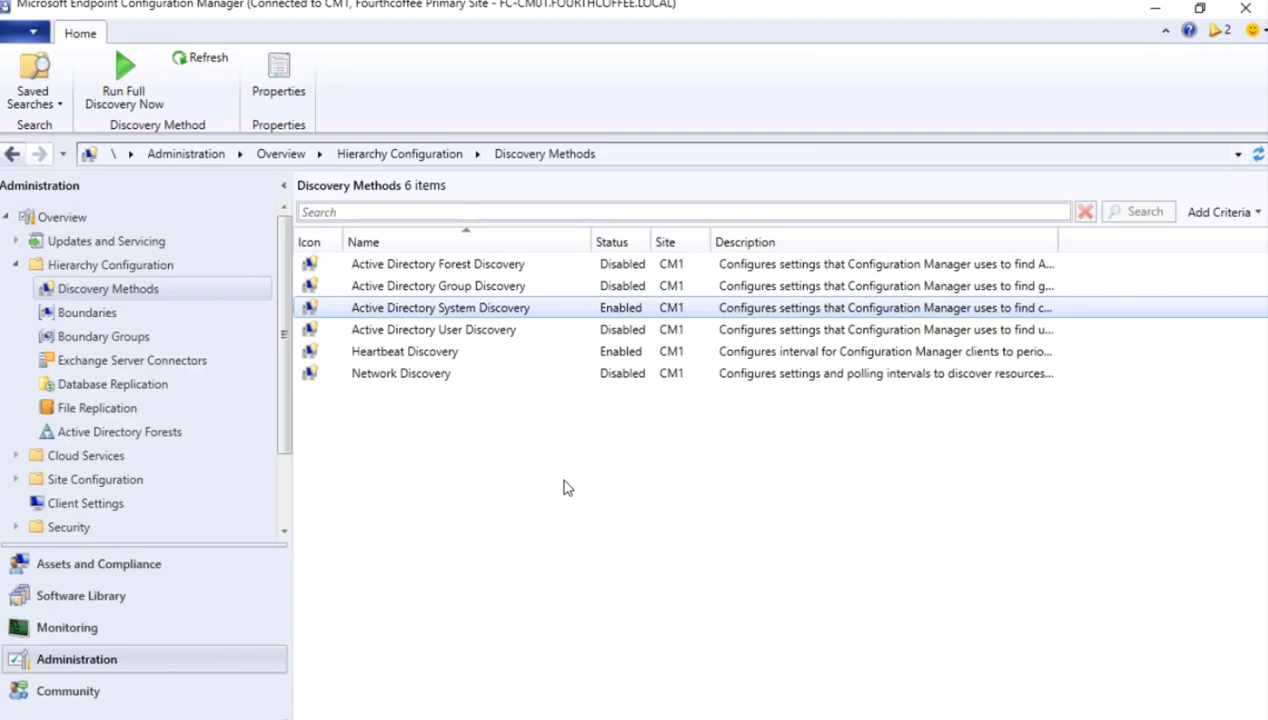 Microsoft Endpoint Configuration Manager (Connected to CM1, Fourthcoffee Primary Site - FC-CM01.FOURTHCOFFEE.LOCAL)
Home
2
Saved Searches
Run Full Discovery Now
Refresh
Properties
Search
Discovery Method
Properties
\ Administration Overview Hierarchy Configuration Discovery Methods
Administration
Overview
Updates and Servicing
Hierarchy Configuration
Discovery Methods
Boundaries
Boundary Groups
Exchange Server Connectors
Database Replication
File Replication
Active Directory Forests
Cloud Services
Site Configuration
Client Settings
Security
Assets and Compliance
Software Library
Monitoring
Administration
Community
Discovery Methods 6 items
Search Search Add Criteria
Icon Name Status Site Description
Active Directory Forest Discovery Disabled CM1 Configures settings that Configuration Manager uses to find A...
Active Directory Group Discovery Disabled CM1 Configures settings that Configuration Manager uses to find g...
Active Directory System Discovery Enabled CM1 Configures settings that Configuration Manager uses to find c...
Active Directory User Discovery Disabled CM1 Configures settings that Configuration Manager uses to find u...
Heartbeat Discovery Enabled CM1 Configures interval for Configuration Manager clients to perio...
Network Discovery Disabled CM1 Configures settings and polling intervals to discover resources...